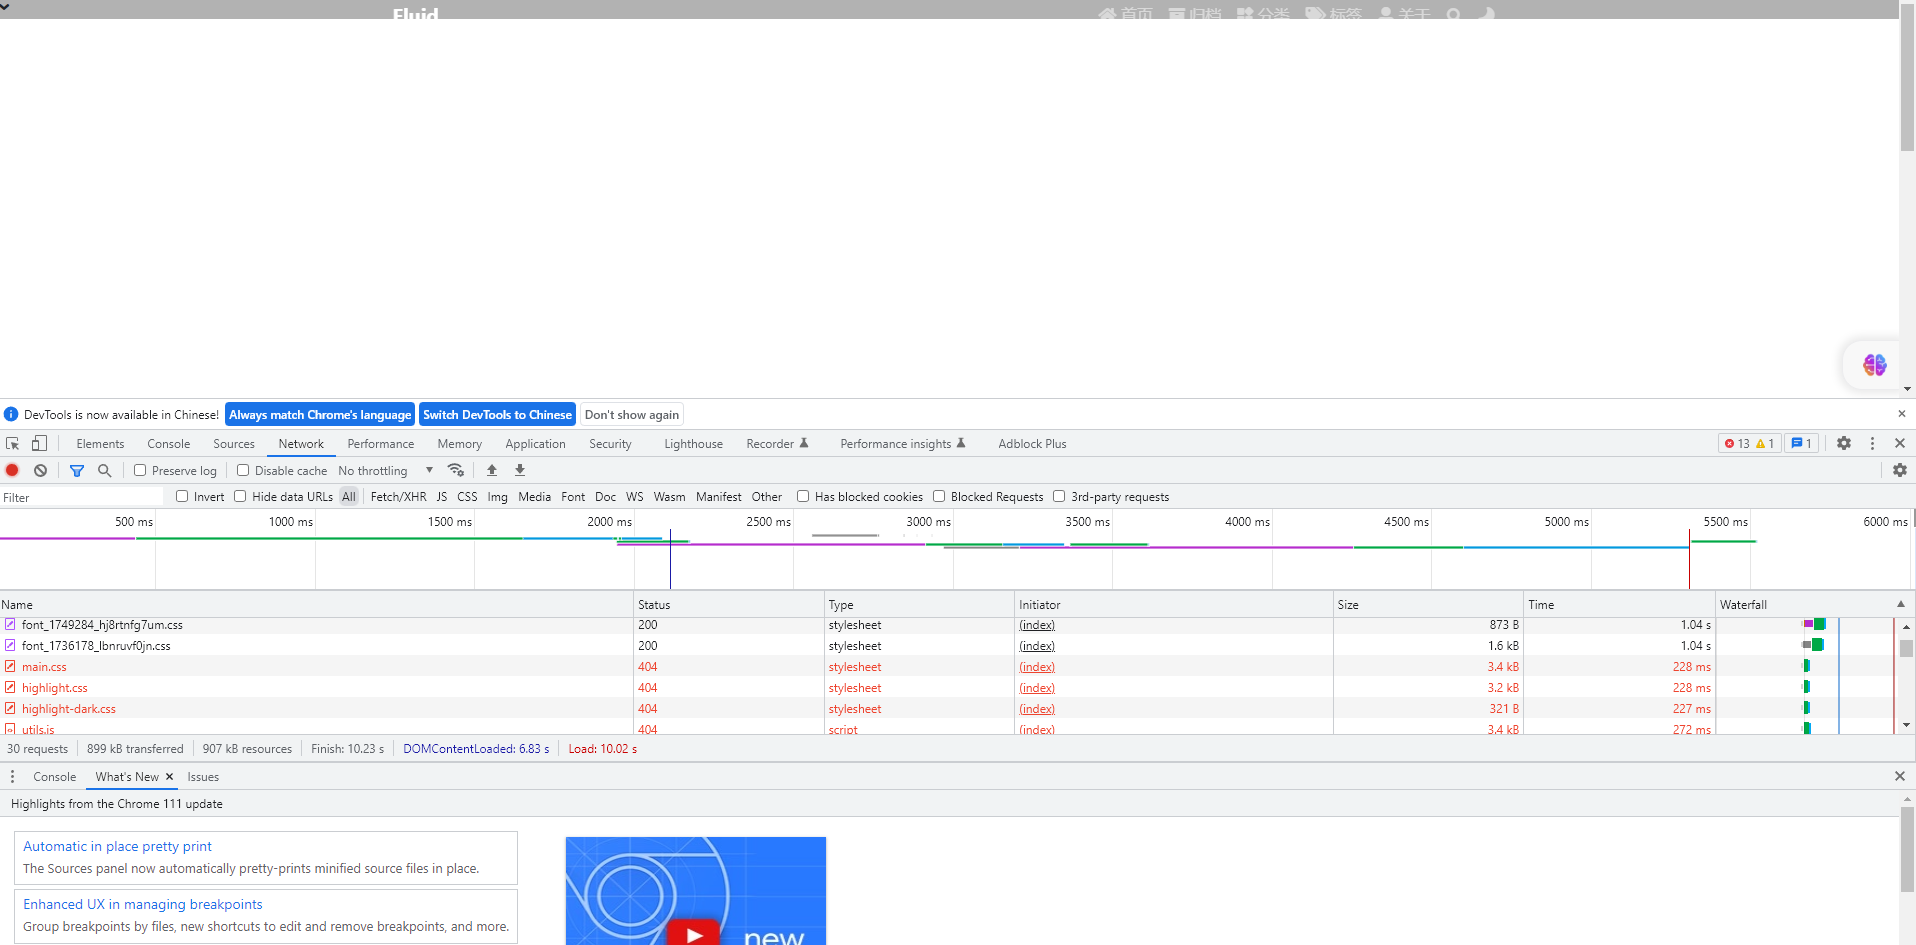 Fluid 首页 归档 分类 标签 关于
DevTools is now available in Chinese! Always match Chrome's language Switch DevTools to Chinese Don't show again
Elements Console Sources Network Performance Memory Application Security Lighthouse Recorder Performance insights Adblock Plus 13 1 1
Preserve log Disable cache No throttling
Filter Invert Hide data URLs All Fetch/XHR JS CSS Img Media Font Doc WS Wasm Manifest Other Has blocked cookies Blocked Requests 3rd-party requests
500 ms 1000 ms 1500 ms 2000 ms 2500 ms 3000 ms 3500 ms 4000 ms 4500 ms 5000 ms 5500 ms 6000 ms
Name Status Type Initiator Size Time Waterfall
font_1749284_hj8rtnfg7um.css 200 stylesheet (index) 873 B 1.04 s
font_1736178_lbnruvf0jn.css 200 stylesheet (index) 1.6 kB 1.04 s
main.css 404 stylesheet (index) 3.4 kB 228 ms
highlight.css 404 stylesheet (index) 3.2 kB 228 ms
highlight-dark.css 404 stylesheet (index) 321 B 227 ms
utils.js 404 script (index) 3.4 kB 272 ms
30 requests 899 kB transferred 907 kB resources Finish: 10.23 s DOMContentLoaded: 6.83 s Load: 10.02 s
Console What's New Issues
Highlights from the Chrome 111 update
Automatic in place pretty print
The Sources panel now automatically pretty-prints minified source files in place.
Enhanced UX in managing breakpoints
Group breakpoints by files, new shortcuts to edit and remove breakpoints, and more.
new